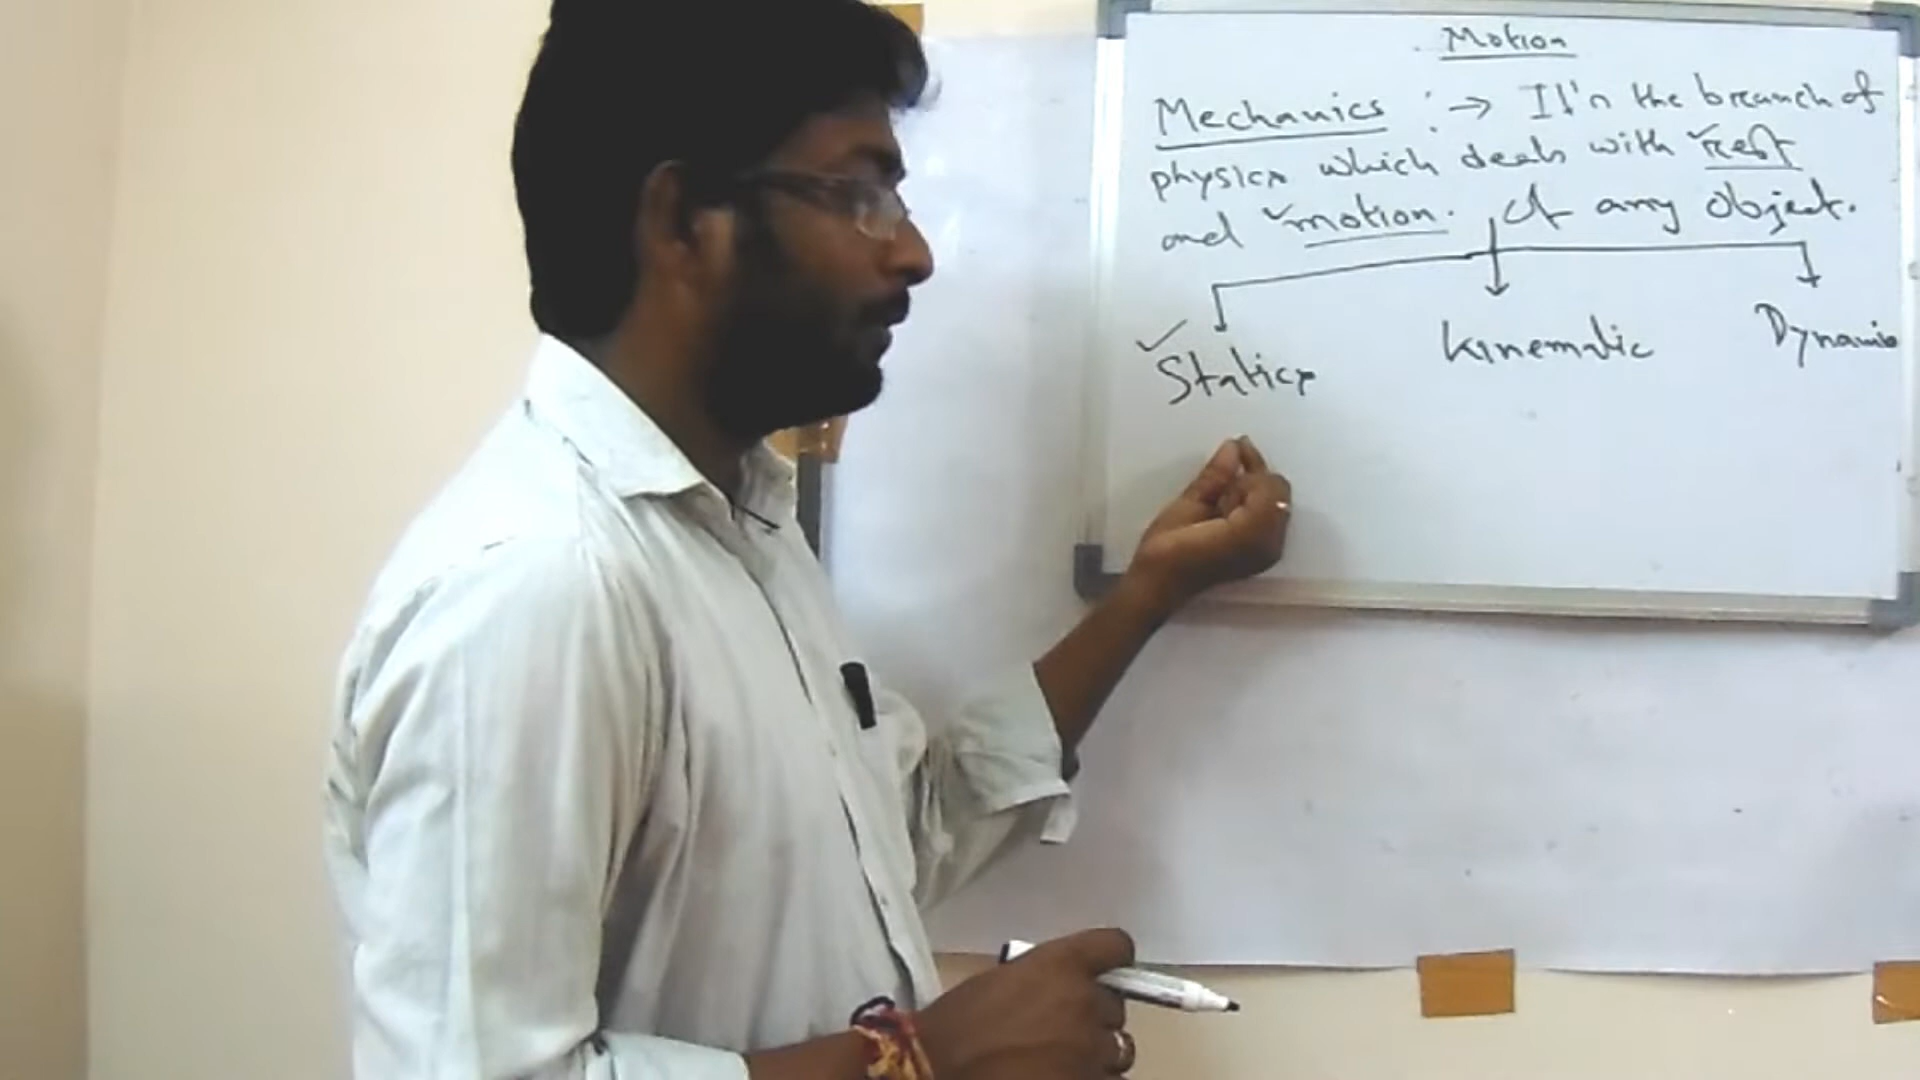 Motion
Mechanics :→ It's the branch of
physics which deals with rest
and motion. of any object.
Statics Kinematic Dynamic